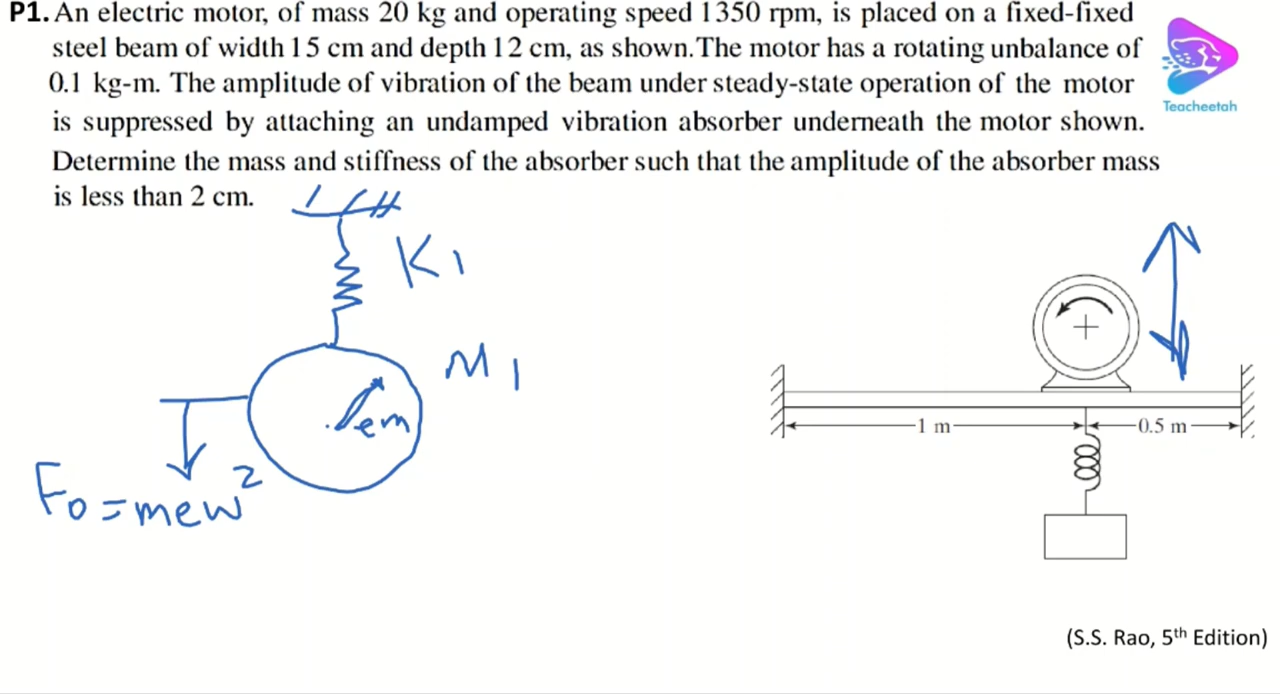 P1. An electric motor, of mass 20 kg and operating speed 1350 rpm, is placed on a fixed-fixed
steel beam of width 15 cm and depth 12 cm, as shown. The motor has a rotating unbalance of
0.1 kg-m. The amplitude of vibration of the beam under steady-state operation of the motor
is suppressed by attaching an undamped vibration absorber underneath the motor shown.
Determine the mass and stiffness of the absorber such that the amplitude of the absorber mass
is less than 2 cm.
Teacheetah
K1
M1
em
F0=mew²
1 m
0.5 m
(S.S. Rao, 5th Edition)